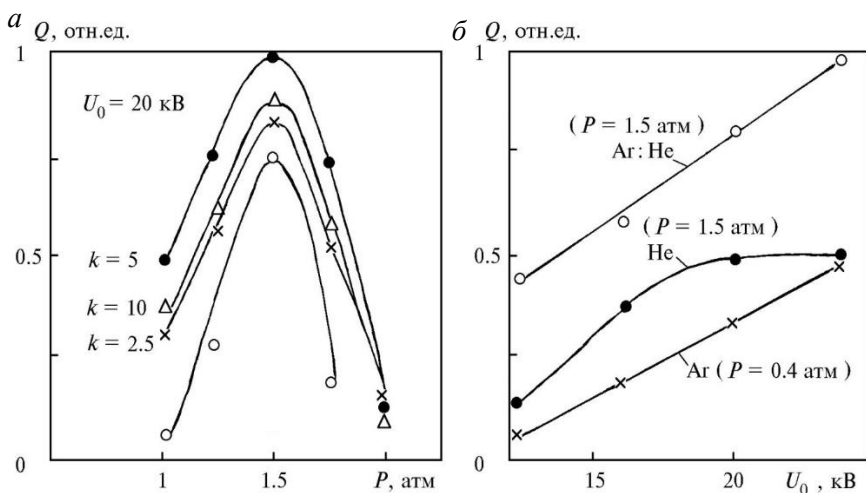 а
Q, отн.ед.
1
U₀ = 20 кВ
0.5
k = 5
k = 10
k = 2.5
0
1
1.5
P, атм
б
Q, отн.ед.
1
(P = 1.5 атм)
Ar : He
(P = 1.5 атм)
He
0.5
Ar (P = 0.4 атм)
0
15
20
U₀ , кВ